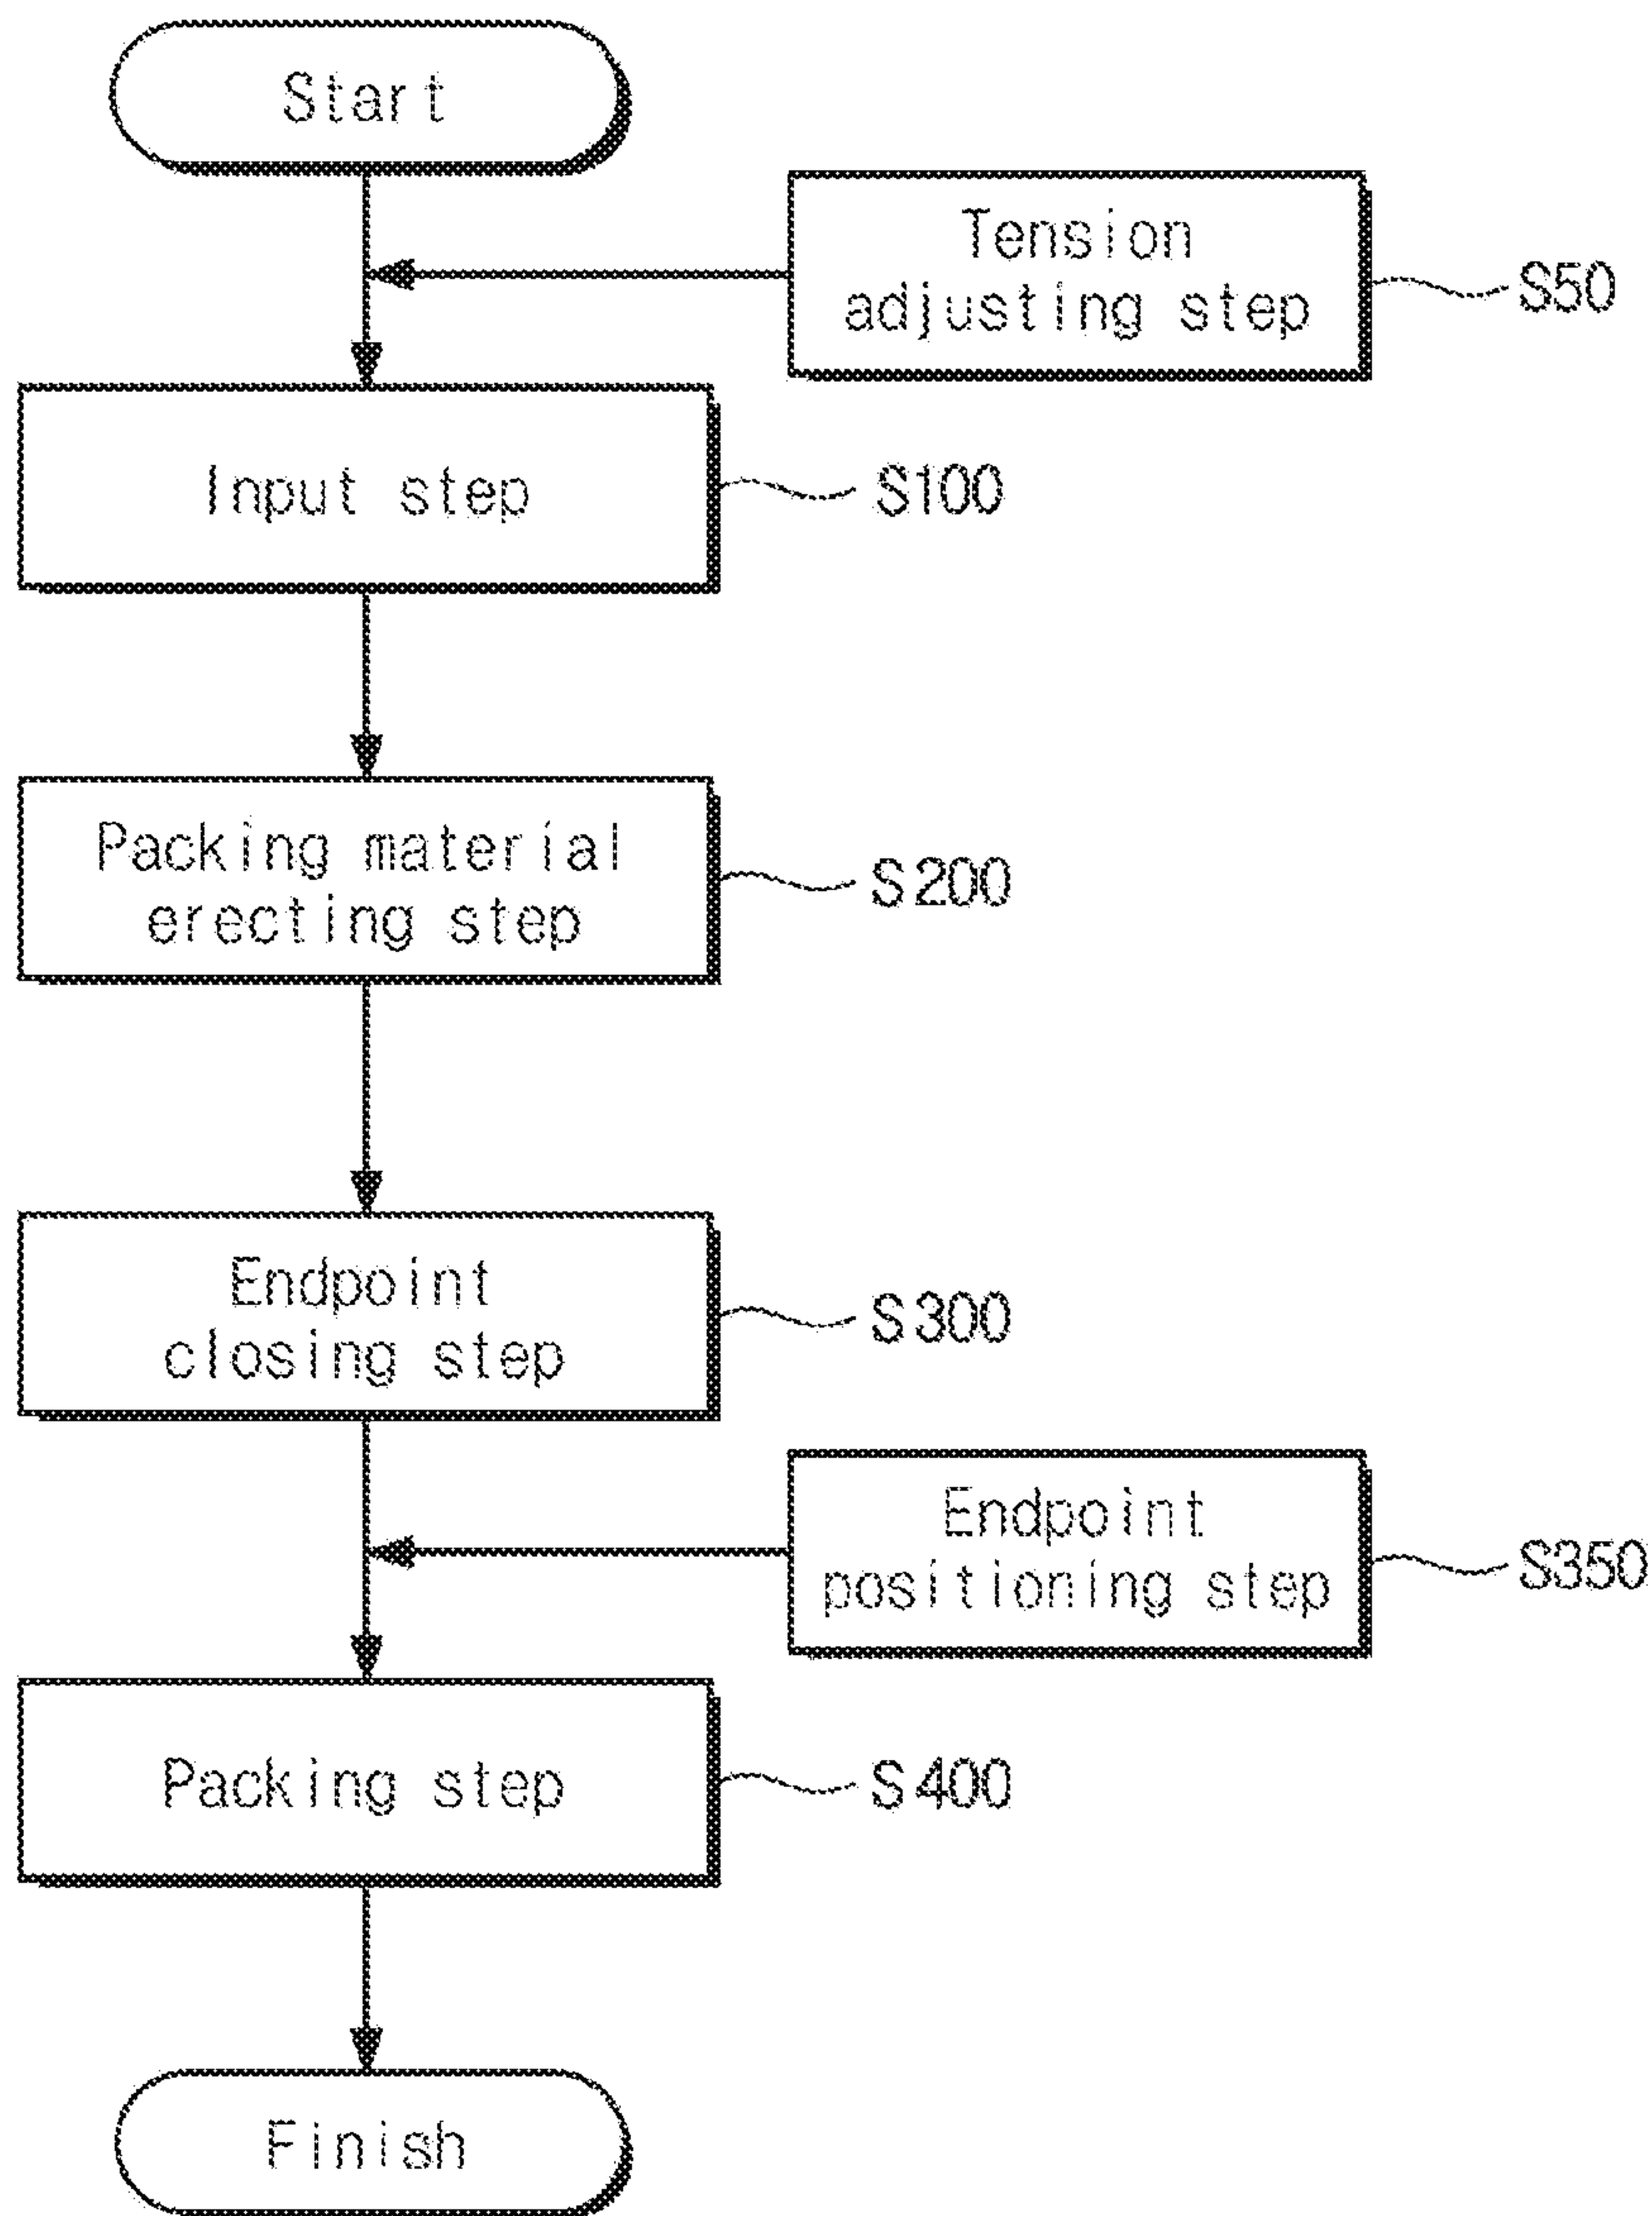 Start
Tension
adjusting step
S50
Input step
S100
Packing material
erecting step
S200
Endpoint
closing step
S300
Endpoint
positioning step
S350
Packing step
S400
Finish